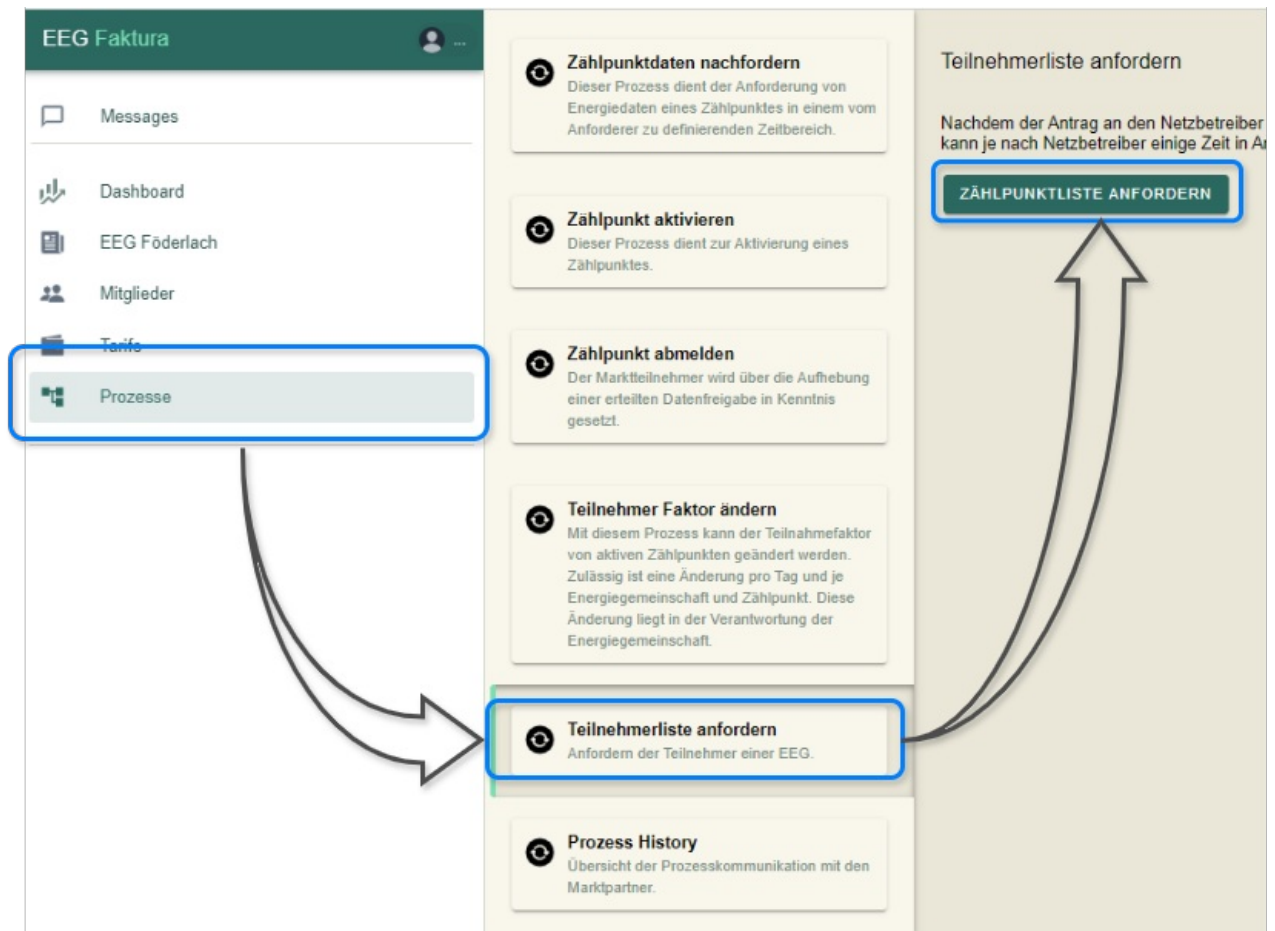 EEG Faktura
...
Messages
Dashboard
EEG Föderlach
Mitglieder
Tarife
Prozesse
Zählpunktdaten nachfordern
Dieser Prozess dient der Anforderung von
Energiedaten eines Zählpunktes in einem vom
Anforderer zu definierenden Zeitbereich.
Zählpunkt aktivieren
Dieser Prozess dient zur Aktivierung eines
Zählpunktes.
Zählpunkt abmelden
Der Marktteilnehmer wird über die Aufhebung
einer erteilten Datenfreigabe in Kenntnis
gesetzt.
Teilnehmer Faktor ändern
Mit diesem Prozess kann der Teilnahmefaktor
von aktiven Zählpunkten geändert werden.
Zulässig ist eine Änderung pro Tag und je
Energiegemeinschaft und Zählpunkt. Diese
Änderung liegt in der Verantwortung der
Energiegemeinschaft.
Teilnehmerliste anfordern
Anfordern der Teilnehmer einer EEG.
Prozess History
Übersicht der Prozesskommunikation mit den
Marktpartner.
Teilnehmerliste anfordern
Nachdem der Antrag an den Netzbetreiber
kann je nach Netzbetreiber einige Zeit in
ZÄHLPUNKTLISTE ANFORDERN